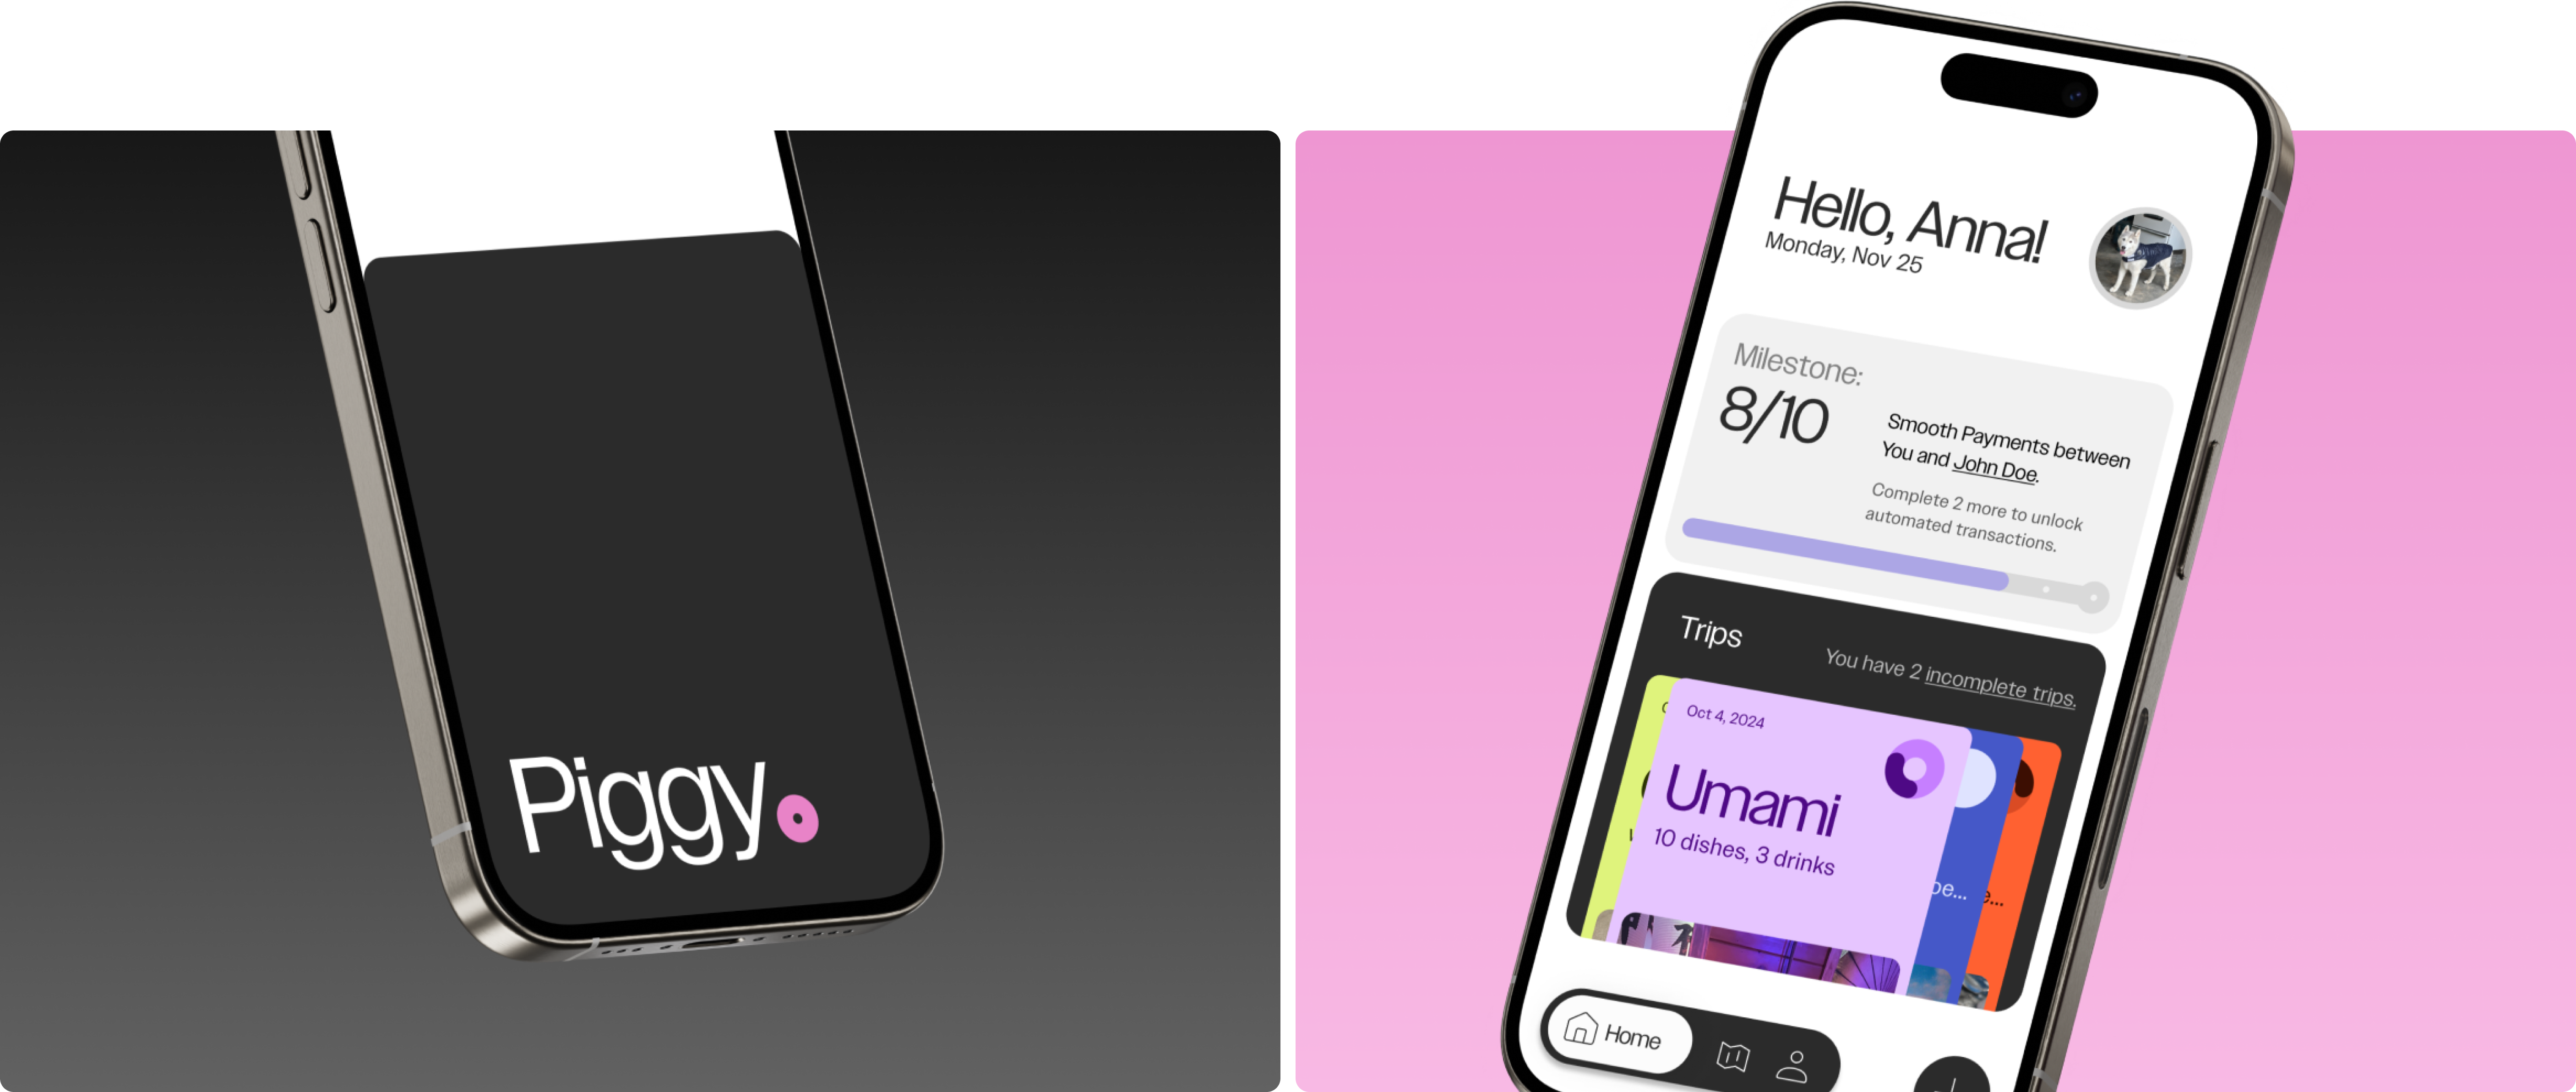 Piggy
Hello, Anna!
Monday, Nov 25
Milestone:
8/10
Smooth Payments between
You and John Doe.
Complete 2 more to unlock
automated transactions.
Trips
You have 2 incomplete trips.
Oct 4, 2024
Umami
10 dishes, 3 drinks
Home